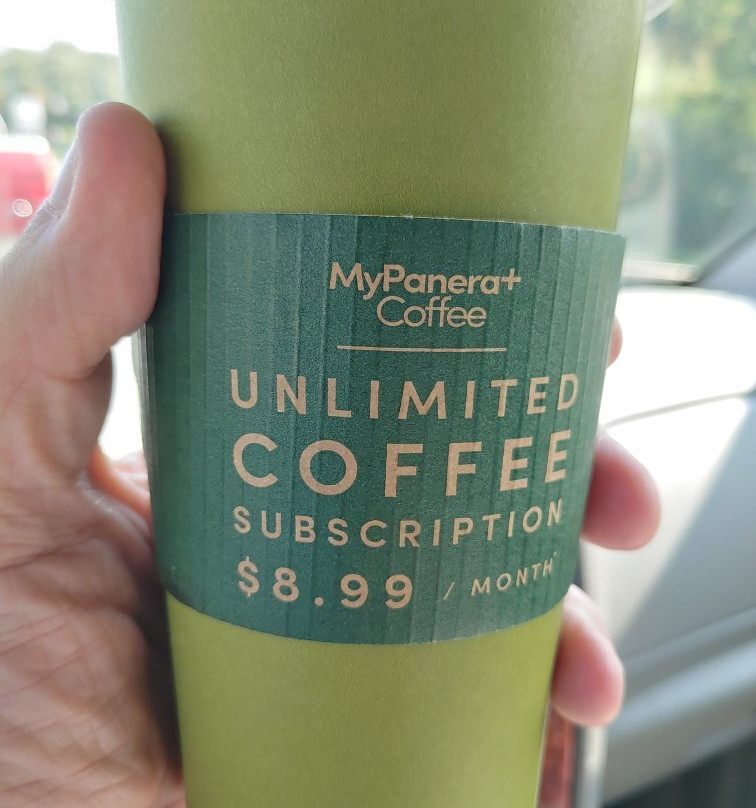 MyPanera+
Coffee
UNLIMITED
COFFEE
SUBSCRIPTION
$8.99 / MONTH*